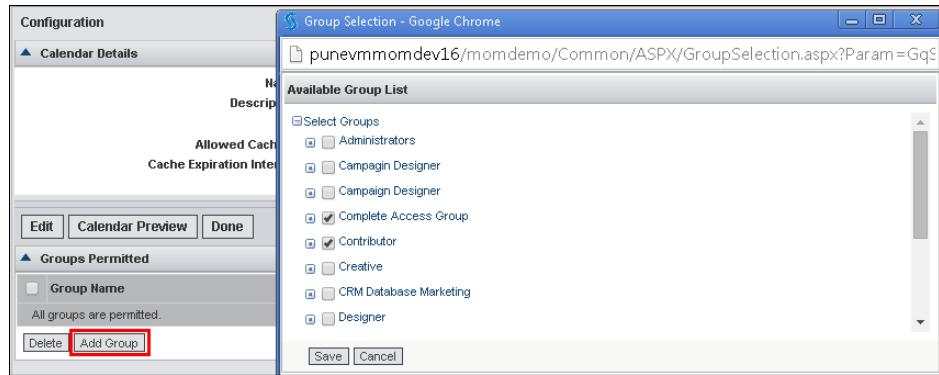 Configuration
Calendar Details
Allowed Cach
Cache Expiration Inter
Edit
Calendar Preview
Done
Groups Permitted
Group Name
All groups are permitted.
Delete
Add Group
Group Selection - Google Chrome
punevmmomdev16/momdemo/Common/ASPX/GroupSelection.aspx?Param=GqS
Available Group List
Select Groups
Administrators
Campagin Designer
Campaign Designer
Complete Access Group
Contributor
Creative
CRM Database Marketing
Designer
Save
Cancel